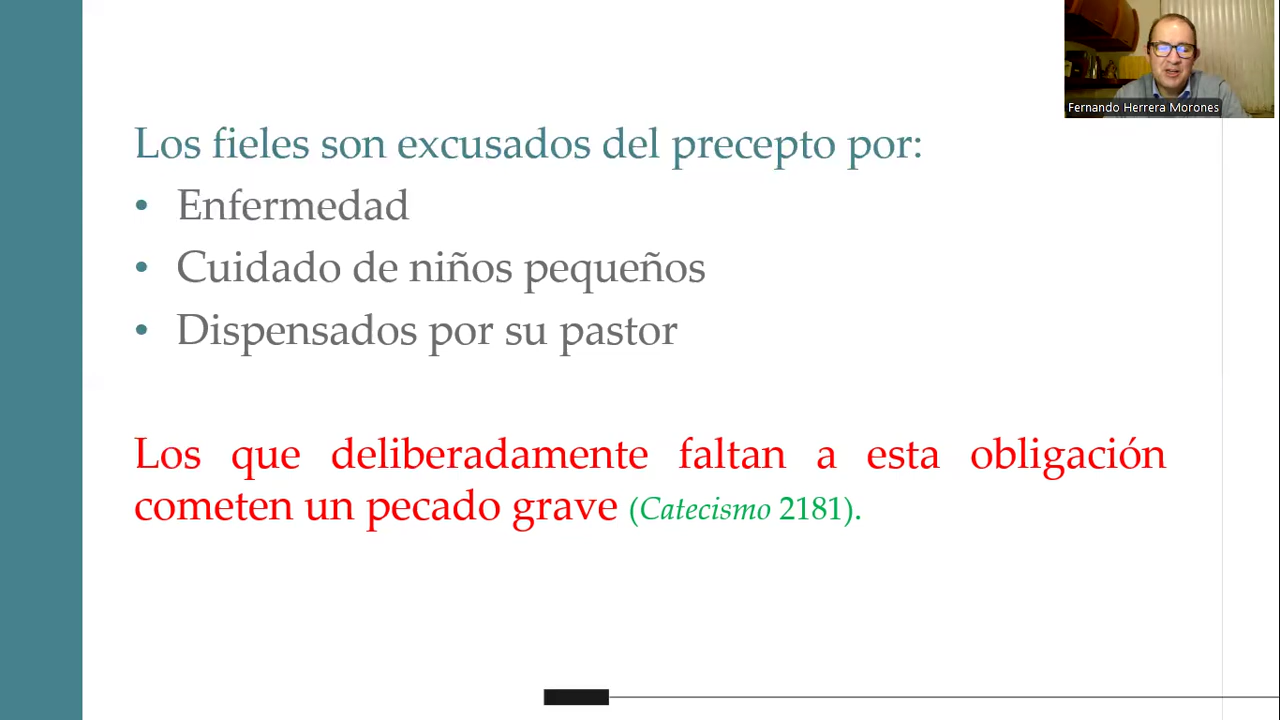 Fernando Herrera Morones
Los fieles son excusados del precepto por:
• Enfermedad
• Cuidado de niños pequeños
• Dispensados por su pastor
Los que deliberadamente faltan a esta obligación
cometen un pecado grave (Catecismo 2181).